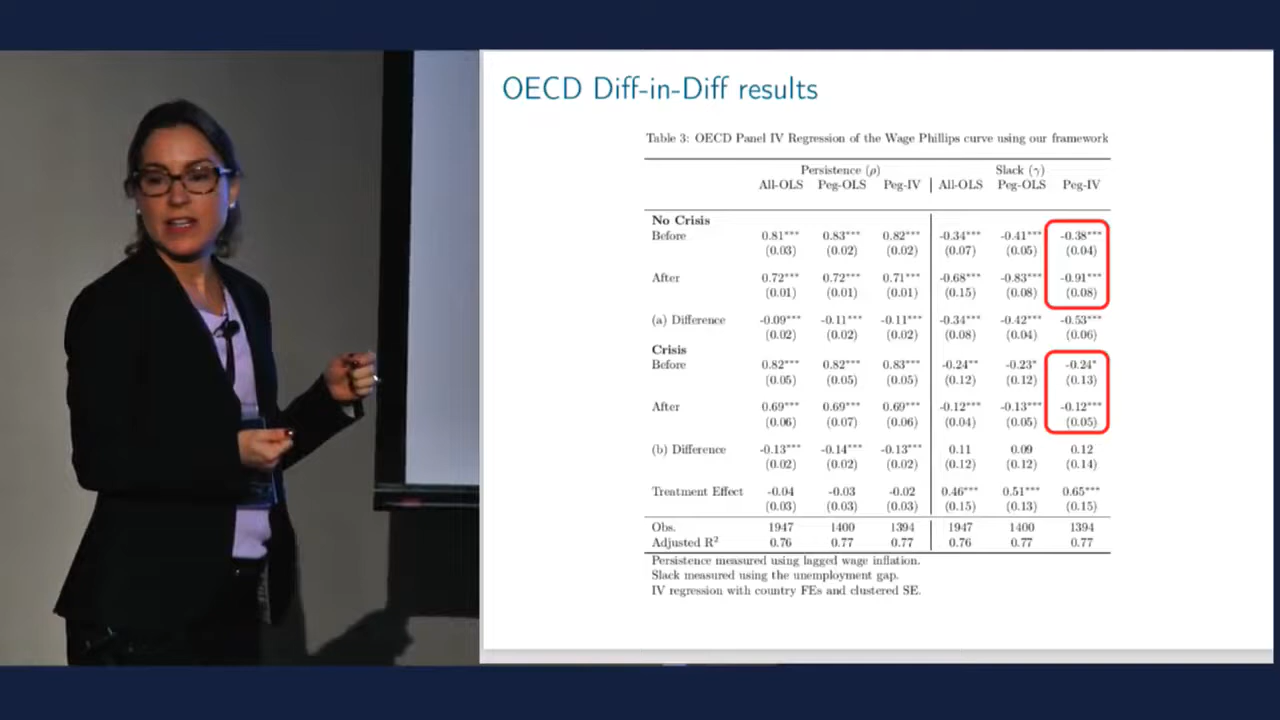 OECD Diff-in-Diff results
Table 3: OECD Panel IV Regression of the Wage Phillips curve using our framework
Persistence (ρ) Slack (γ)
All-OLS Peg-OLS Peg-IV All-OLS Peg-OLS Peg-IV
No Crisis
Before 0.81*** 0.83*** 0.82*** -0.34*** -0.41*** -0.38***
(0.03) (0.02) (0.02) (0.07) (0.05) (0.04)
After 0.72*** 0.72*** 0.71*** -0.68*** -0.83*** -0.91***
(0.01) (0.01) (0.01) (0.15) (0.08) (0.08)
(a) Difference -0.09*** -0.11*** -0.11*** -0.34*** -0.42*** -0.53***
(0.02) (0.02) (0.02) (0.08) (0.04) (0.06)
Crisis
Before 0.82*** 0.82*** 0.83*** -0.24** -0.23* -0.24*
(0.05) (0.05) (0.05) (0.12) (0.12) (0.13)
After 0.69*** 0.69*** 0.69*** -0.12*** -0.13*** -0.12***
(0.06) (0.07) (0.06) (0.04) (0.05) (0.05)
(b) Difference -0.13*** -0.14*** -0.13*** 0.11 0.09 0.12
(0.02) (0.02) (0.02) (0.12) (0.12) (0.14)
Treatment Effect -0.04 -0.03 -0.02 0.46*** 0.51*** 0.65***
(0.03) (0.03) (0.03) (0.15) (0.13) (0.15)
Obs. 1947 1400 1394 1947 1400 1394
Adjusted R² 0.76 0.77 0.77 0.76 0.77 0.77
Persistence measured using lagged wage inflation.
Slack measured using the unemployment gap.
IV regression with country FEs and clustered SE.